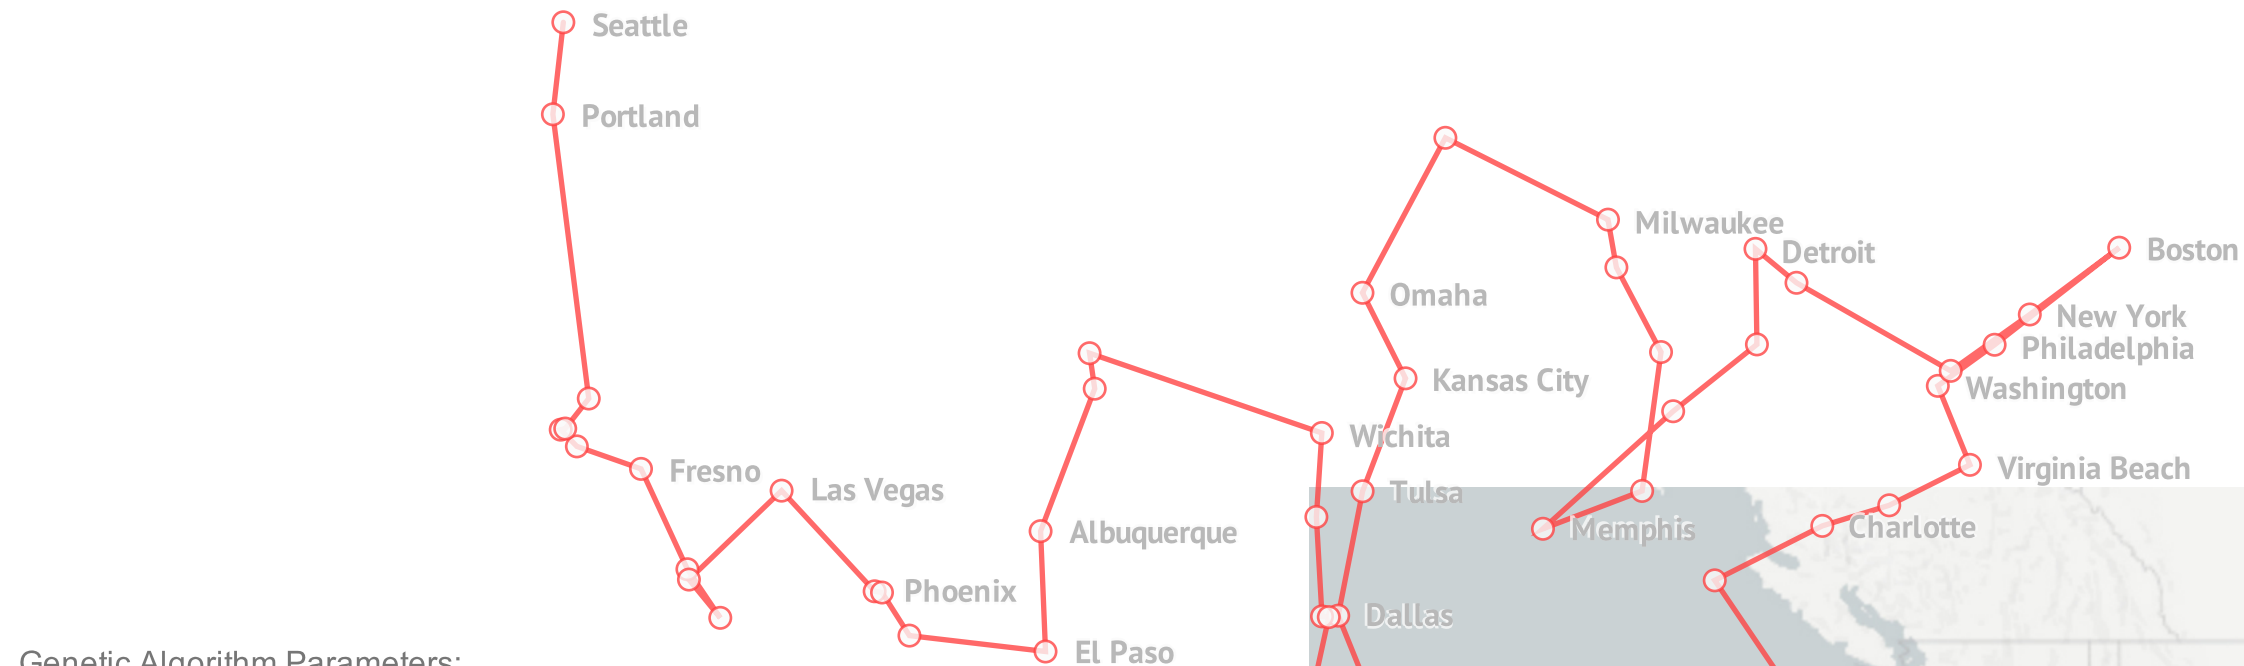 Seattle
Portland
Milwaukee
Detroit
Boston
Omaha
New York
Philadelphia
Kansas City
Washington
Wichita
Fresno
Virginia Beach
Las Vegas
Tulsa
Albuquerque
Memphis
Charlotte
Phoenix
Dallas
El Paso
Genetic Algorithm Parameters: